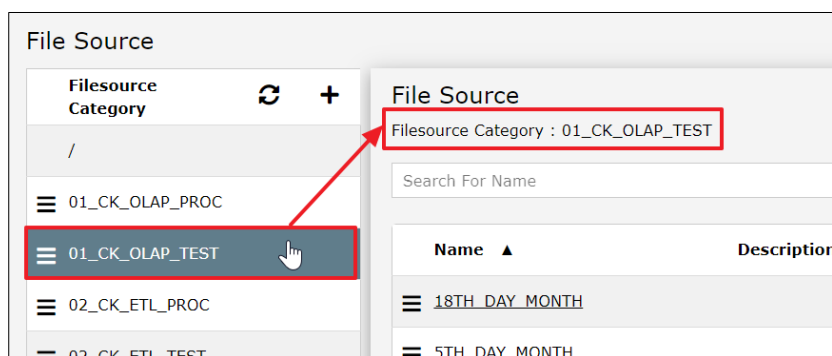 File Source
Filesource
Category
/
01_CK_OLAP_PROC
01_CK_OLAP_TEST
02_CK_ETL_PROC
02_CK_ETL_TEST
File Source
Filesource Category : 01_CK_OLAP_TEST
Search For Name
Name ▲ Description
18TH_DAY_MONTH
5TH_DAY_MONTH